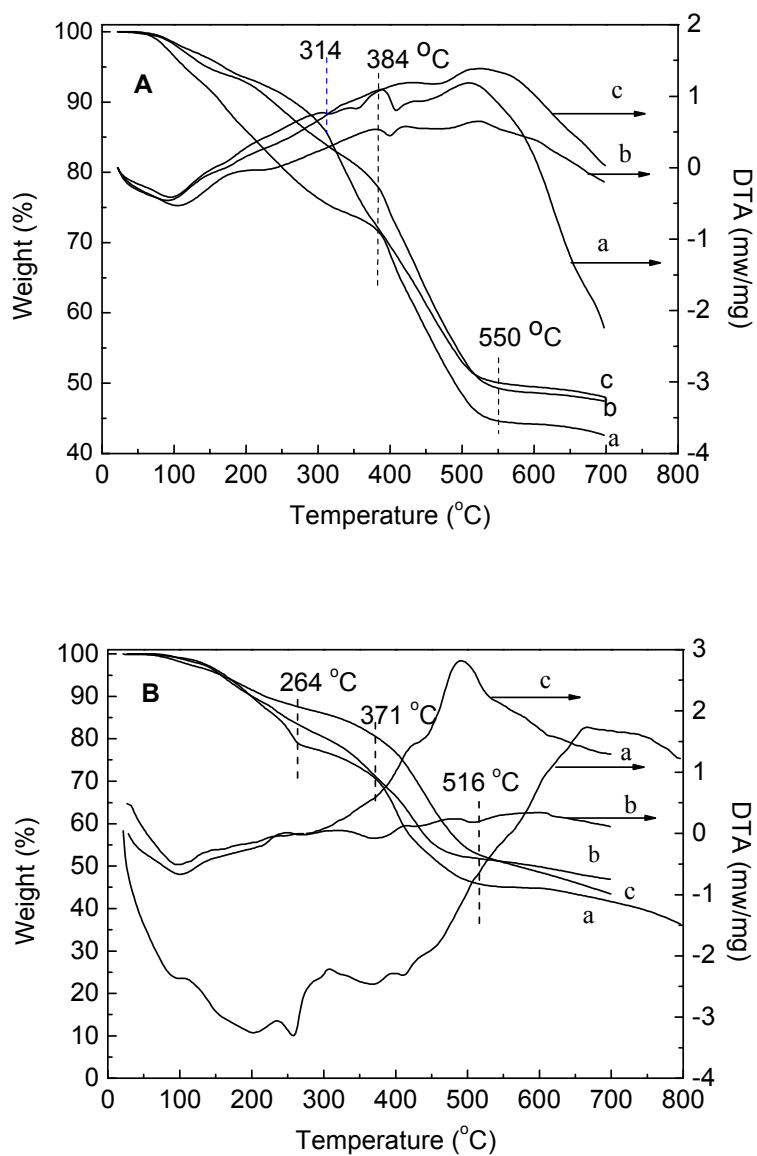 A
314
384 °C
550 °C
c
b
a
c
b
a
100
90
80
70
60
50
40
2
1
0
-1
-2
-3
-4
0 100 200 300 400 500 600 700 800
Weight (%)
DTA (mw/mg)
Temperature (°C)
B
264 °C
371 °C
516 °C
c
a
b
b
c
a
100
90
80
70
60
50
40
30
20
10
0
3
2
1
0
-1
-2
-3
-4
0 100 200 300 400 500 600 700 800
Weight (%)
DTA (mw/mg)
Temperature (°C)